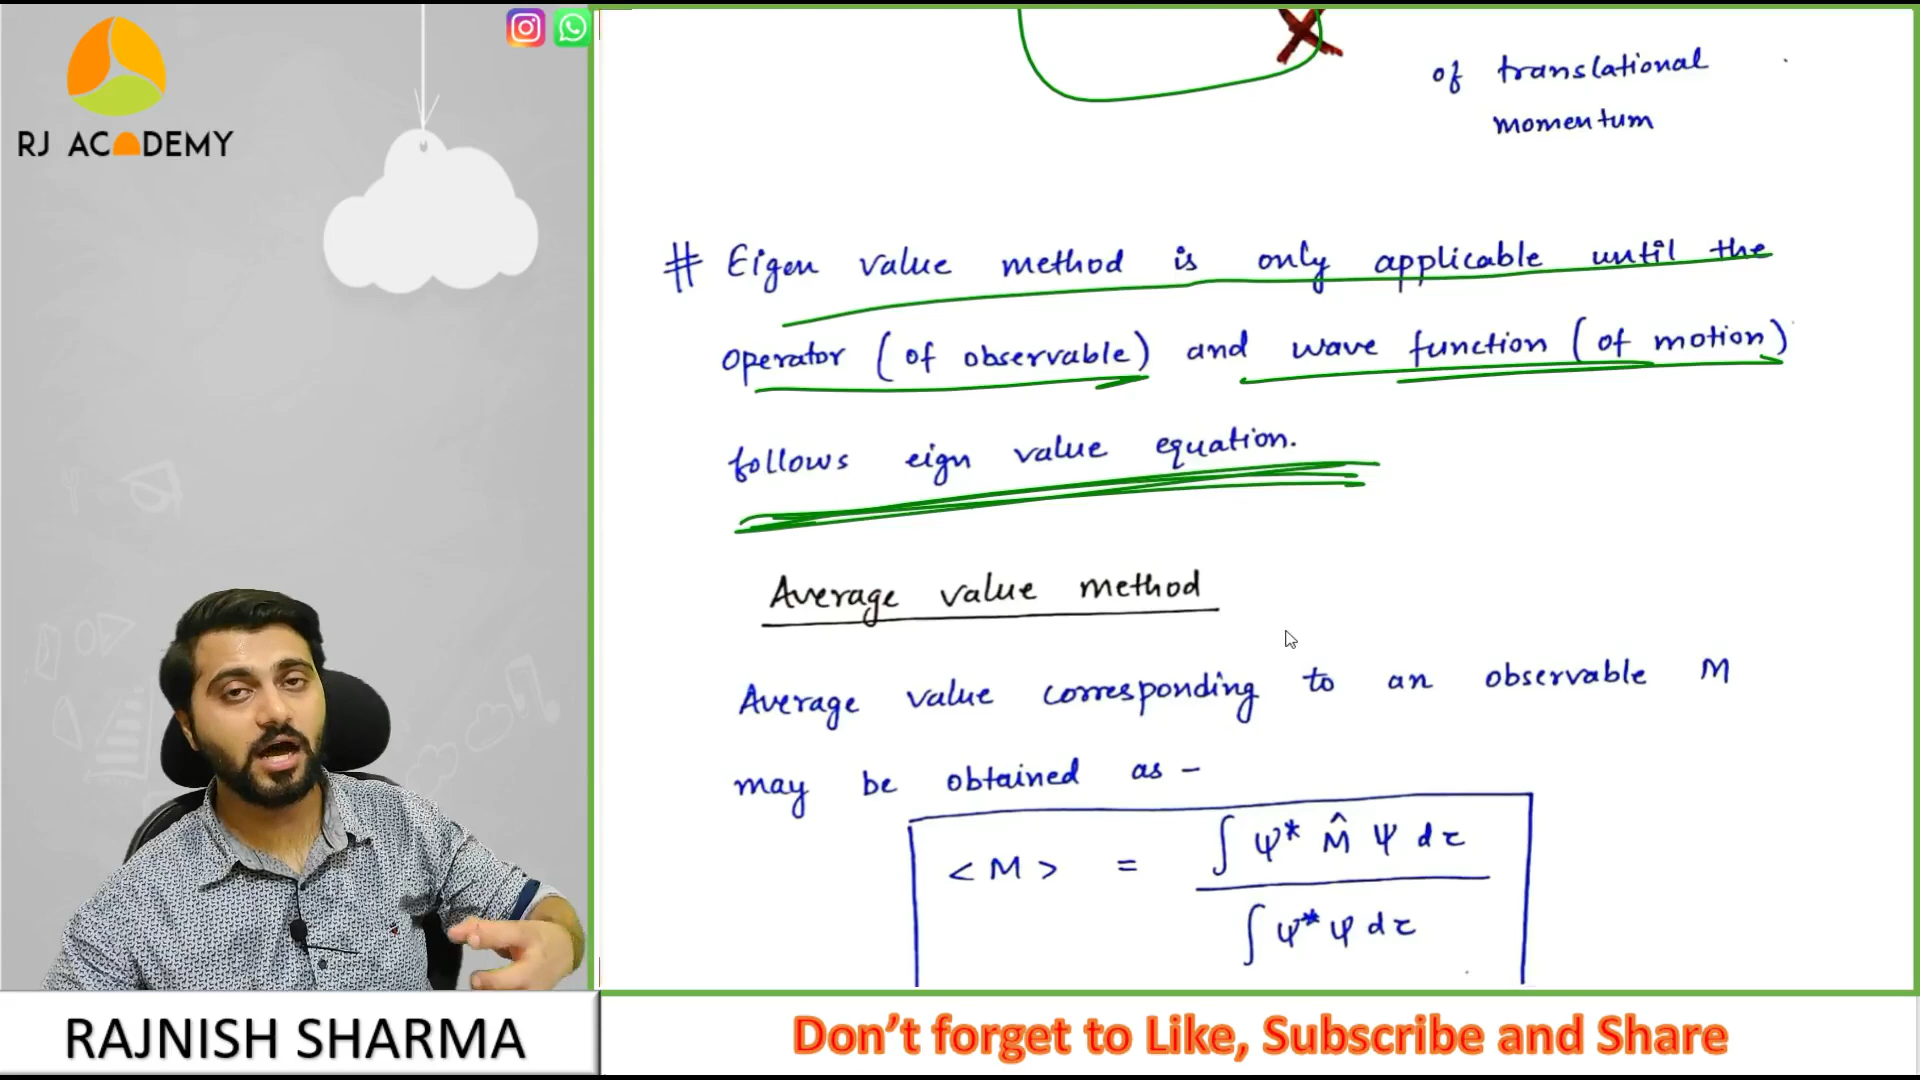 RJ ACADEMY
of translational
momentum
# Eigen value method is only applicable until the
operator (of observable) and wave function (of motion)
follows eign value equation.
Average value method
Average value corresponding to an observable M
may be obtained as -
< M > = ∫ ψ* M̂ ψ dτ
∫ ψ* ψ dτ
RAJNISH SHARMA
Don't forget to Like, Subscribe and Share